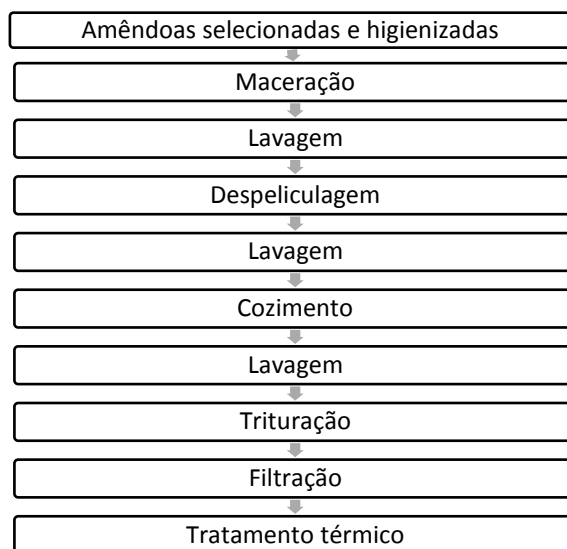 Amêndoas selecionadas e higienizadas
Maceração
Lavagem
Despeliculagem
Lavagem
Cozimento
Lavagem
Trituração
Filtração
Tratamento térmico